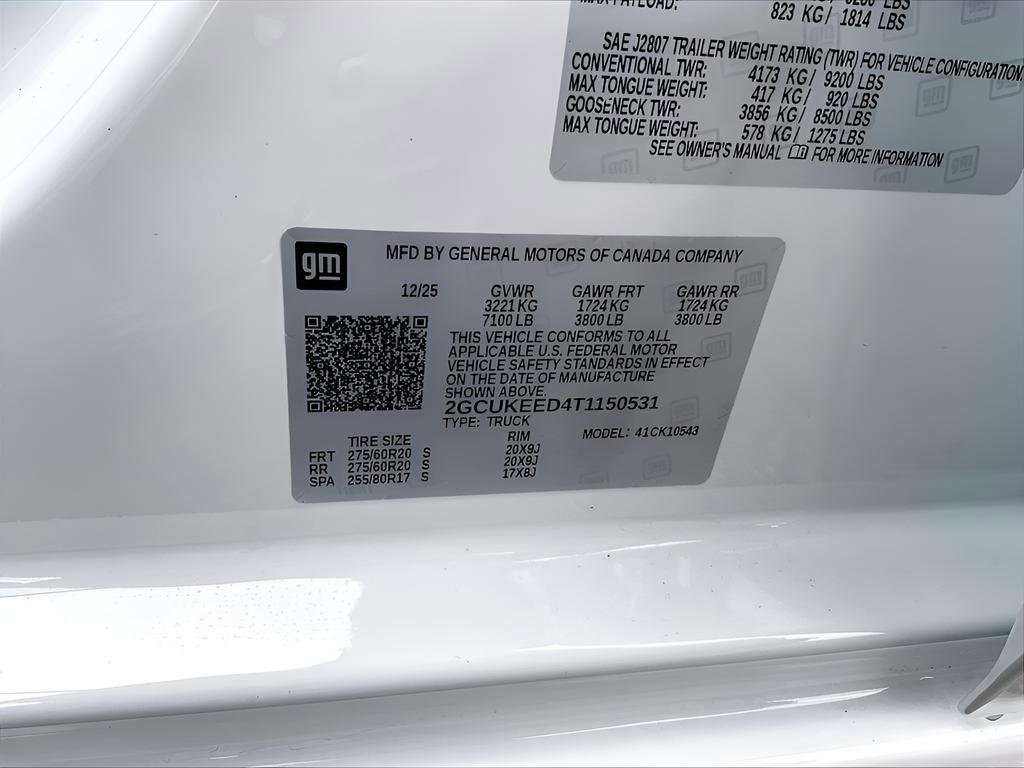 MAX PAYLOAD:
823 KG/ 1814 LBS
SAE J2807 TRAILER WEIGHT RATING (TWR) FOR VEHICLE CONFIGURATION
CONVENTIONAL TWR: 4173 KG/ 9200 LBS
MAX TONGUE WEIGHT: 417 KG/ 920 LBS
GOOSENECK TWR: 3856 KG/ 8500 LBS
MAX TONGUE WEIGHT: 578 KG/ 1275 LBS
SEE OWNER'S MANUAL FOR MORE INFORMATION
gm
MFD BY GENERAL MOTORS OF CANADA COMPANY
12/25 GVWR GAWR FRT GAWR RR
3221 KG 1724 KG 1724 KG
7100 LB 3800 LB 3800 LB
THIS VEHICLE CONFORMS TO ALL
APPLICABLE U.S. FEDERAL MOTOR
VEHICLE SAFETY STANDARDS IN EFFECT
ON THE DATE OF MANUFACTURE
SHOWN ABOVE.
2GCUKEED4T1150531
TYPE: TRUCK
MODEL: 41CK10543
TIRE SIZE RIM
FRT 275/60R20 S 20X9J
RR 275/60R20 S 20X9J
SPA 255/80R17 S 17X8J